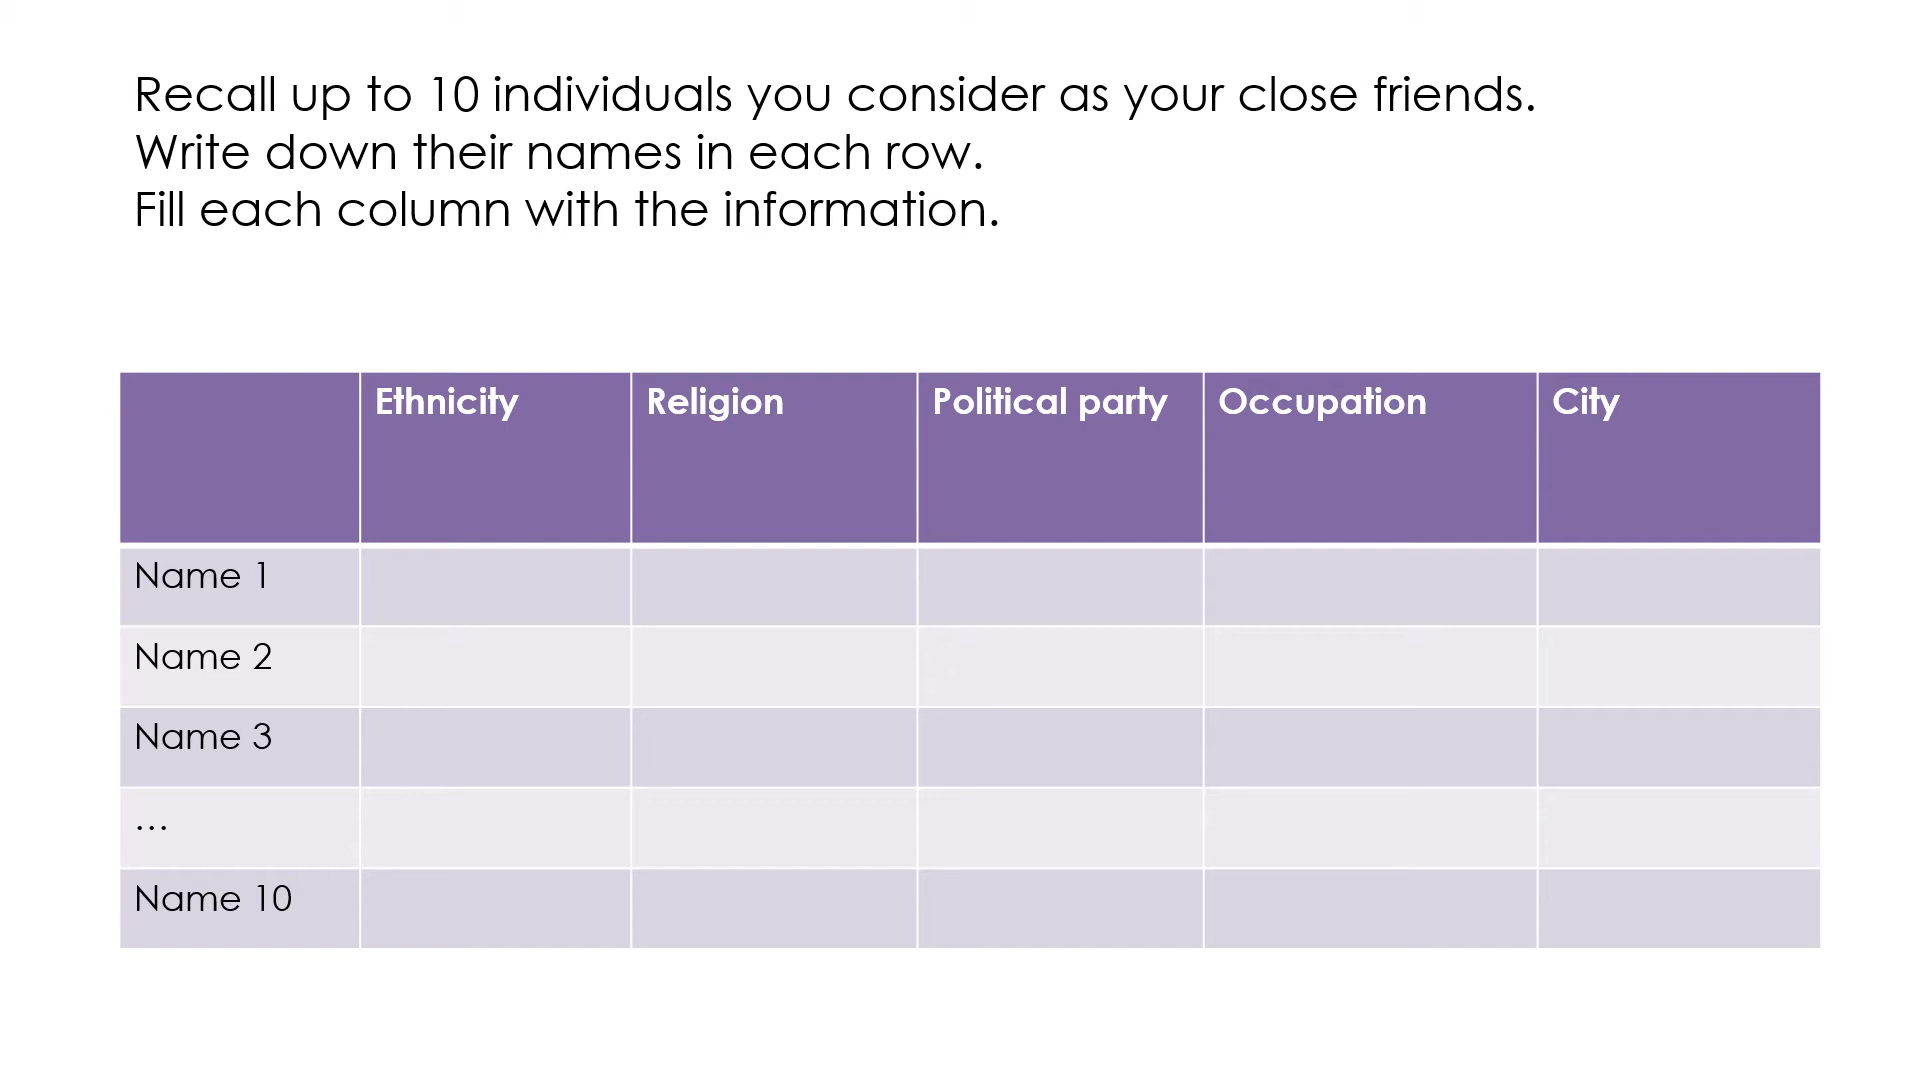 Recall up to 10 individuals you consider as your close friends.
Write down their names in each row.
Fill each column with the information.
Ethnicity Religion Political party Occupation City
Name 1
Name 2
Name 3
…
Name 10